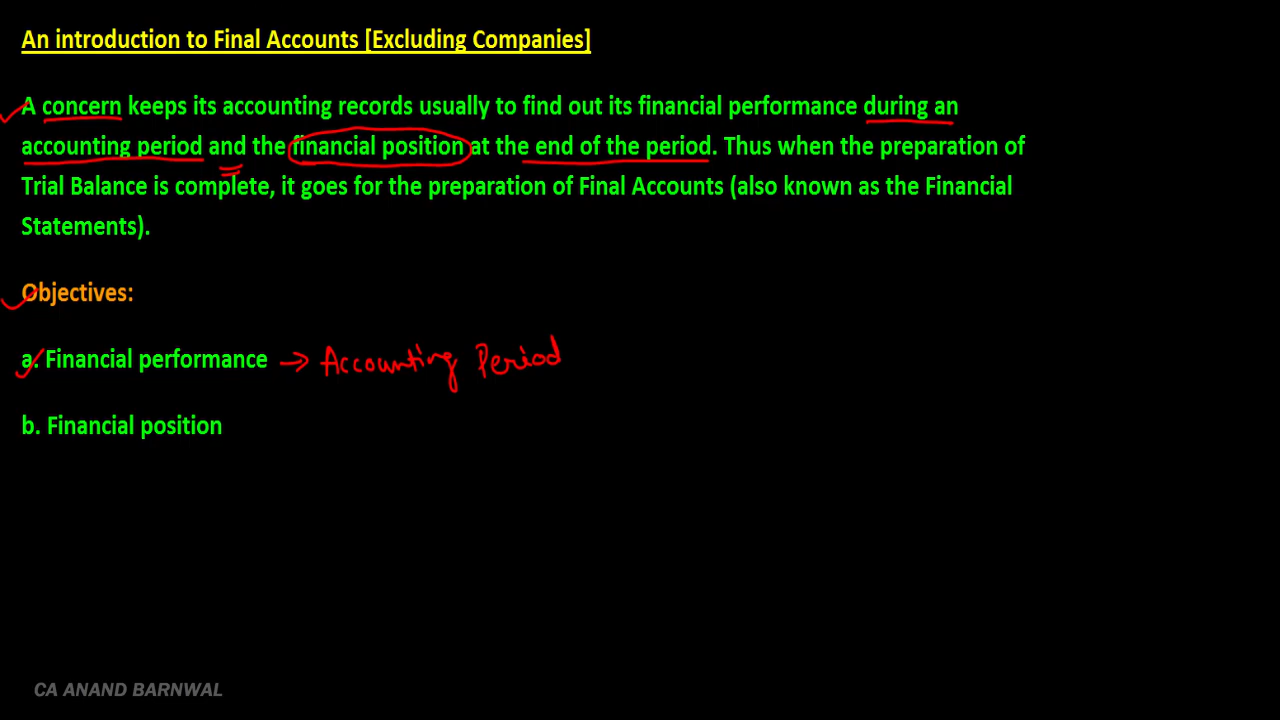 An introduction to Final Accounts [Excluding Companies]
A concern keeps its accounting records usually to find out its financial performance during an
accounting period and the financial position at the end of the period. Thus when the preparation of
Trial Balance is complete, it goes for the preparation of Final Accounts (also known as the Financial
Statements).
Objectives:
a. Financial performance → Accounting Period
b. Financial position
CA ANAND BARNWAL